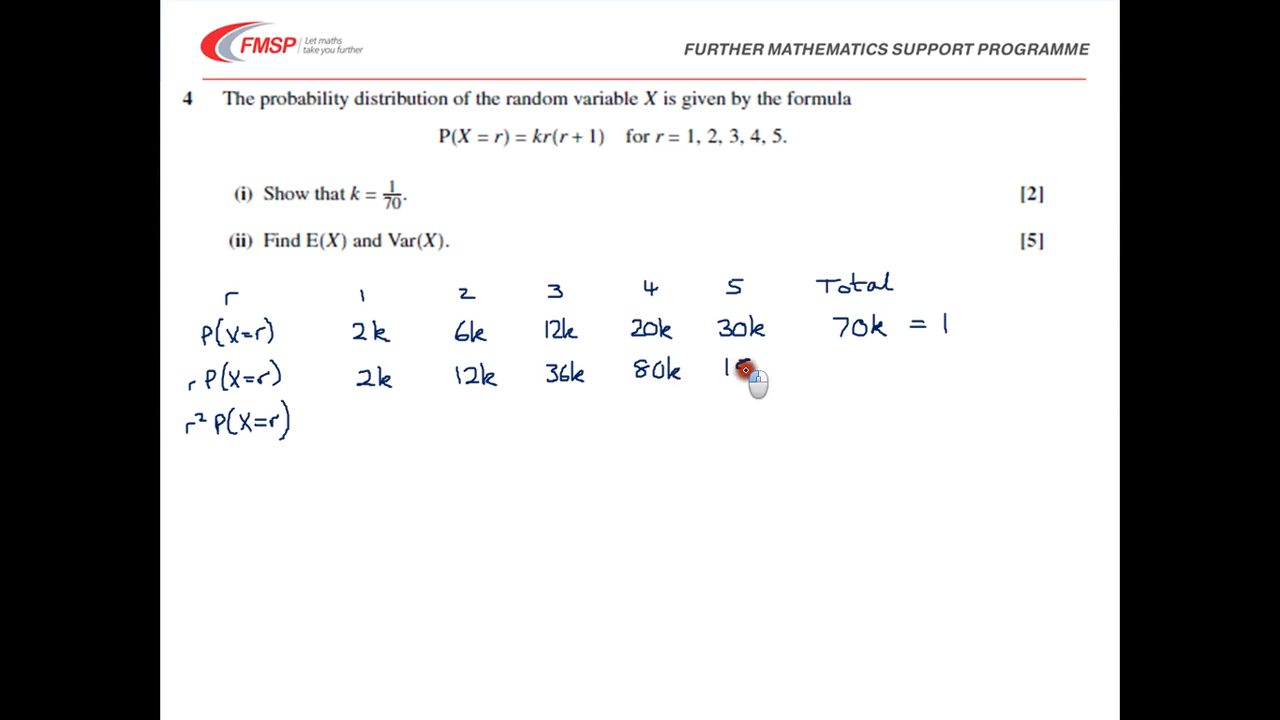 FMSP Let maths take you further
FURTHER MATHEMATICS SUPPORT PROGRAMME
4 The probability distribution of the random variable X is given by the formula
P(X = r) = kr(r + 1) for r = 1, 2, 3, 4, 5.
(i) Show that k = 1/70. [2]
(ii) Find E(X) and Var(X). [5]
r 1 2 3 4 5 Total
P(X=r) 2k 6k 12k 20k 30k 70k = 1
r P(X=r) 2k 12k 36k 80k 1
r² P(X=r)